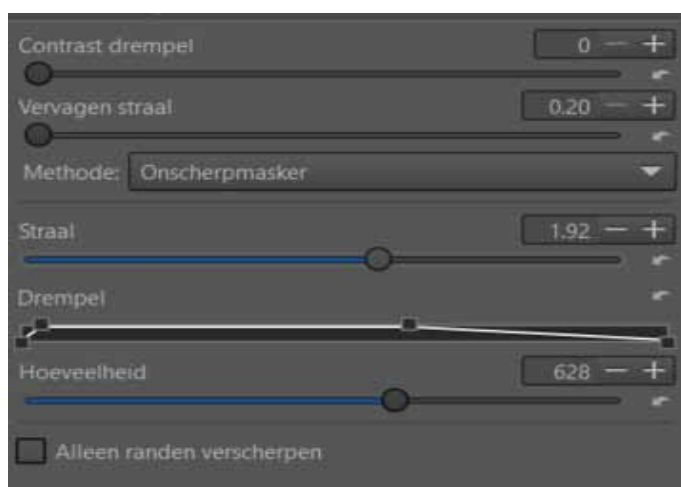 Contrast drempel 0 — +
Vervagen straal 0.20 — +
Methode: Onscherpmasker
Straal 1.92 — +
Drempel
Hoeveelheid 628 — +
Alleen randen verscherpen